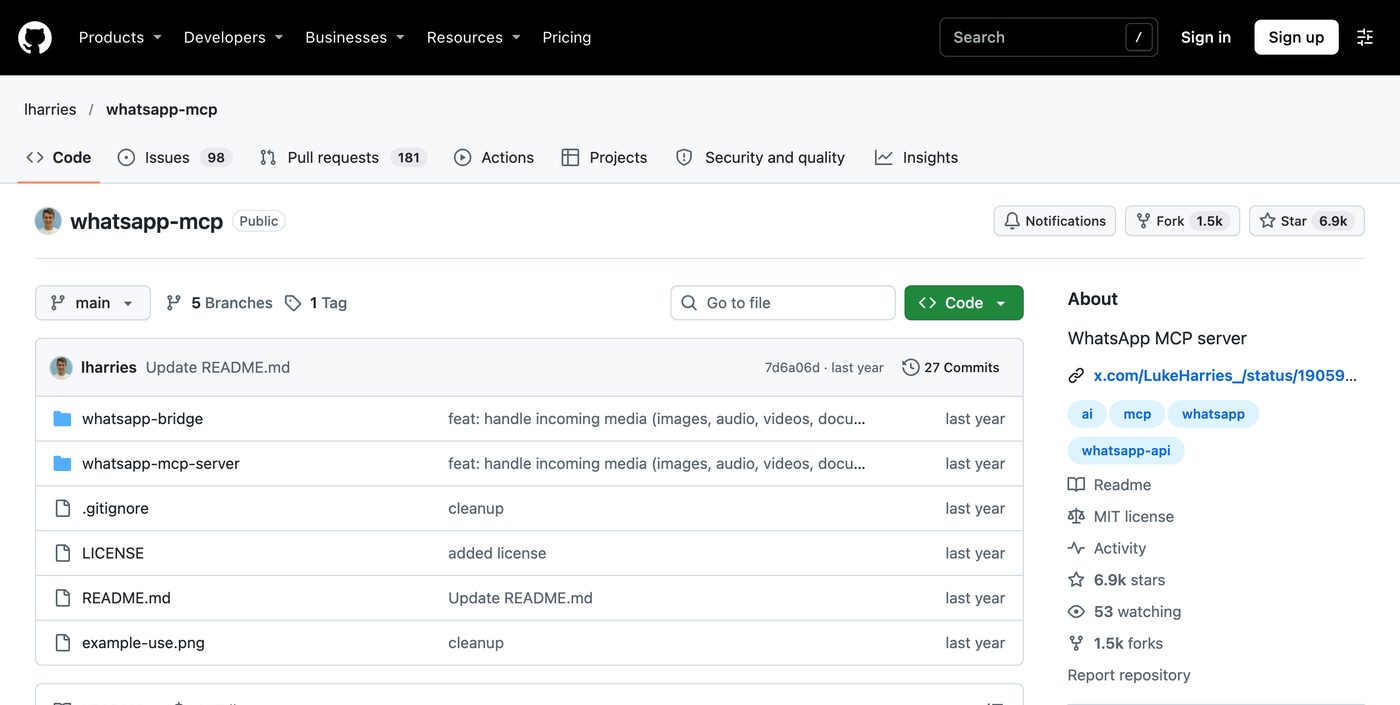 Products Developers Businesses Resources Pricing Search / Sign in Sign up
lharries / whatsapp-mcp
Code Issues 98 Pull requests 181 Actions Projects Security and quality Insights
whatsapp-mcp Public Notifications Fork 1.5k Star 6.9k
main 5 Branches 1 Tag Go to file Code
lharries Update README.md 7d6a06d · last year 27 Commits
whatsapp-bridge feat: handle incoming media (images, audio, videos, docu... last year
whatsapp-mcp-server feat: handle incoming media (images, audio, videos, docu... last year
.gitignore cleanup last year
LICENSE added license last year
README.md Update README.md last year
example-use.png cleanup last year
About
WhatsApp MCP server
x.com/LukeHarries_/status/19059...
ai mcp whatsapp
whatsapp-api
Readme
MIT license
Activity
6.9k stars
53 watching
1.5k forks
Report repository